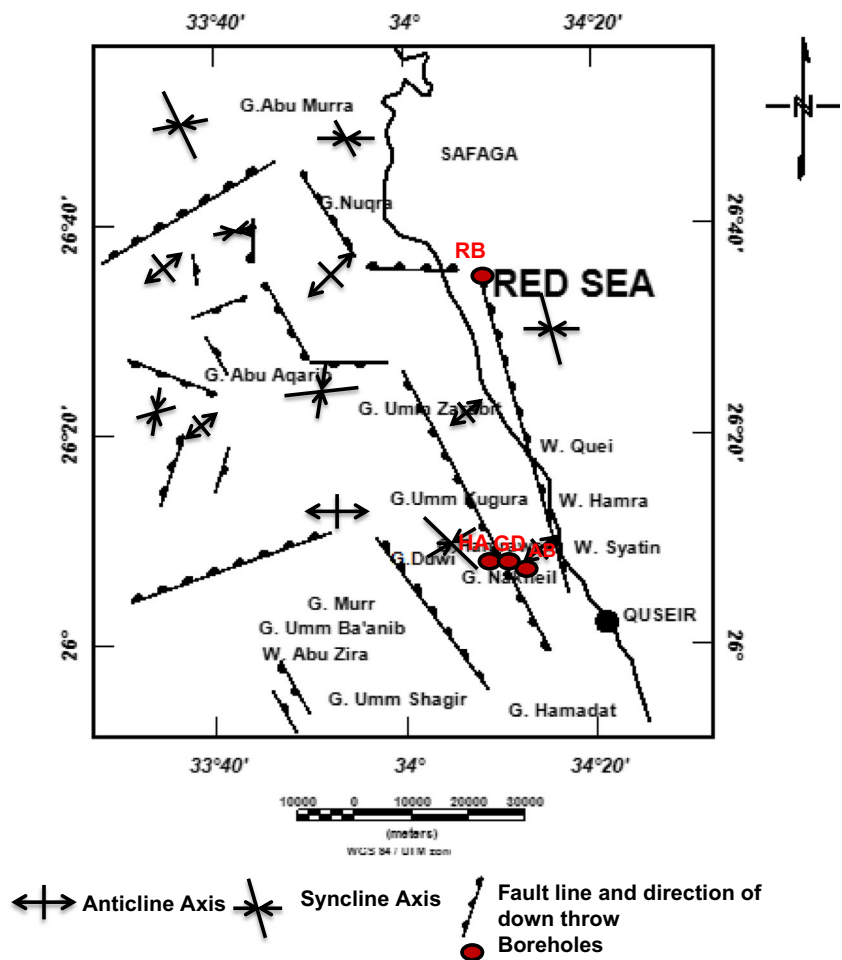 33°40' 34° 34°20'
G.Abu Murra
SAFAGA
G.Nuqra
26°40' 26°40'
RB
RED SEA
G. Abu Aqarib
G. Umm Zarabit
26°20' 26°20'
W. Quei
G.Umm Kugura W. Hamra
HA GD AB
W. Syatin
G.Duwi
G. Nakheil
G. Murr
QUSEIR
G. Umm Ba'anib
26° 26°
W. Abu Zira
G. Umm Shagir
G. Hamadat
33°40' 34° 34°20'
10000 0 10000 20000 30000
(meters)
WGS 84 / UTM zon
Anticline Axis
Syncline Axis
Fault line and direction of
down throw
Boreholes